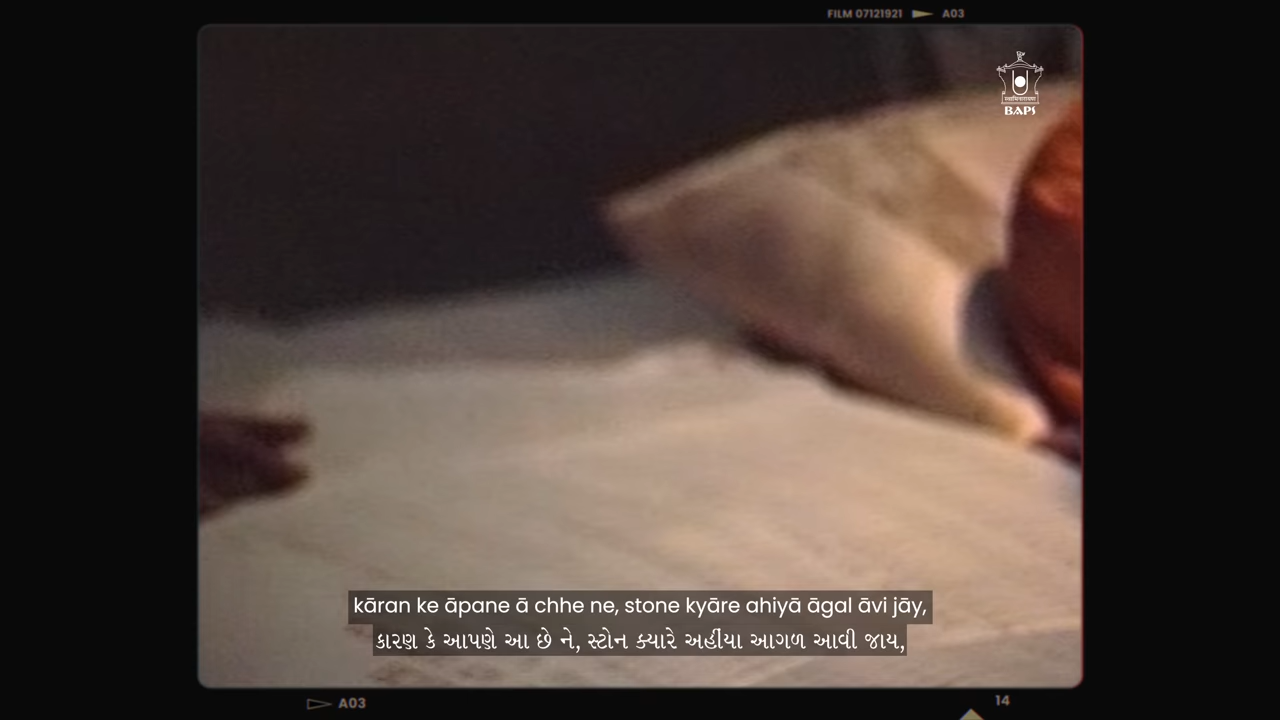 FILM 07121921 A03
BAPS
kāran ke āpane ā chhe ne, stone kyāre ahiyā āgal āvi jāy,
કારણ કે આપણે આ છે ને, સ્ટોન ક્યારે અહીંયા આગળ આવી જાય,
A03 14